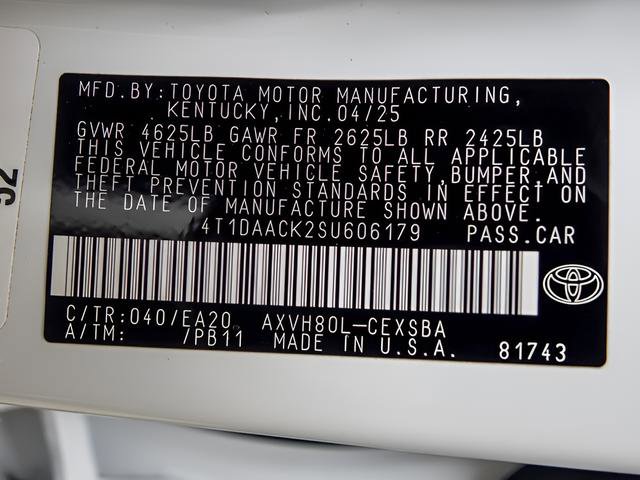 MFD.BY:TOYOTA MOTOR MANUFACTURING,
KENTUCKY,INC.04/25
GVWR 4625LB GAWR FR 2625LB RR 2425LB
THIS VEHICLE CONFORMS TO ALL APPLICABLE
FEDERAL MOTOR VEHICLE SAFETY,BUMPER,AND
THEFT PREVENTION STANDARDS IN EFFECT ON
THE DATE OF MANUFACTURE SHOWN ABOVE.
4T1DAACK2SU606179 PASS.CAR
C/TR:040/EA20 AXVH80L-CEXSBA
A/TM: /PB11 MADE IN U.S.A. 81743
92